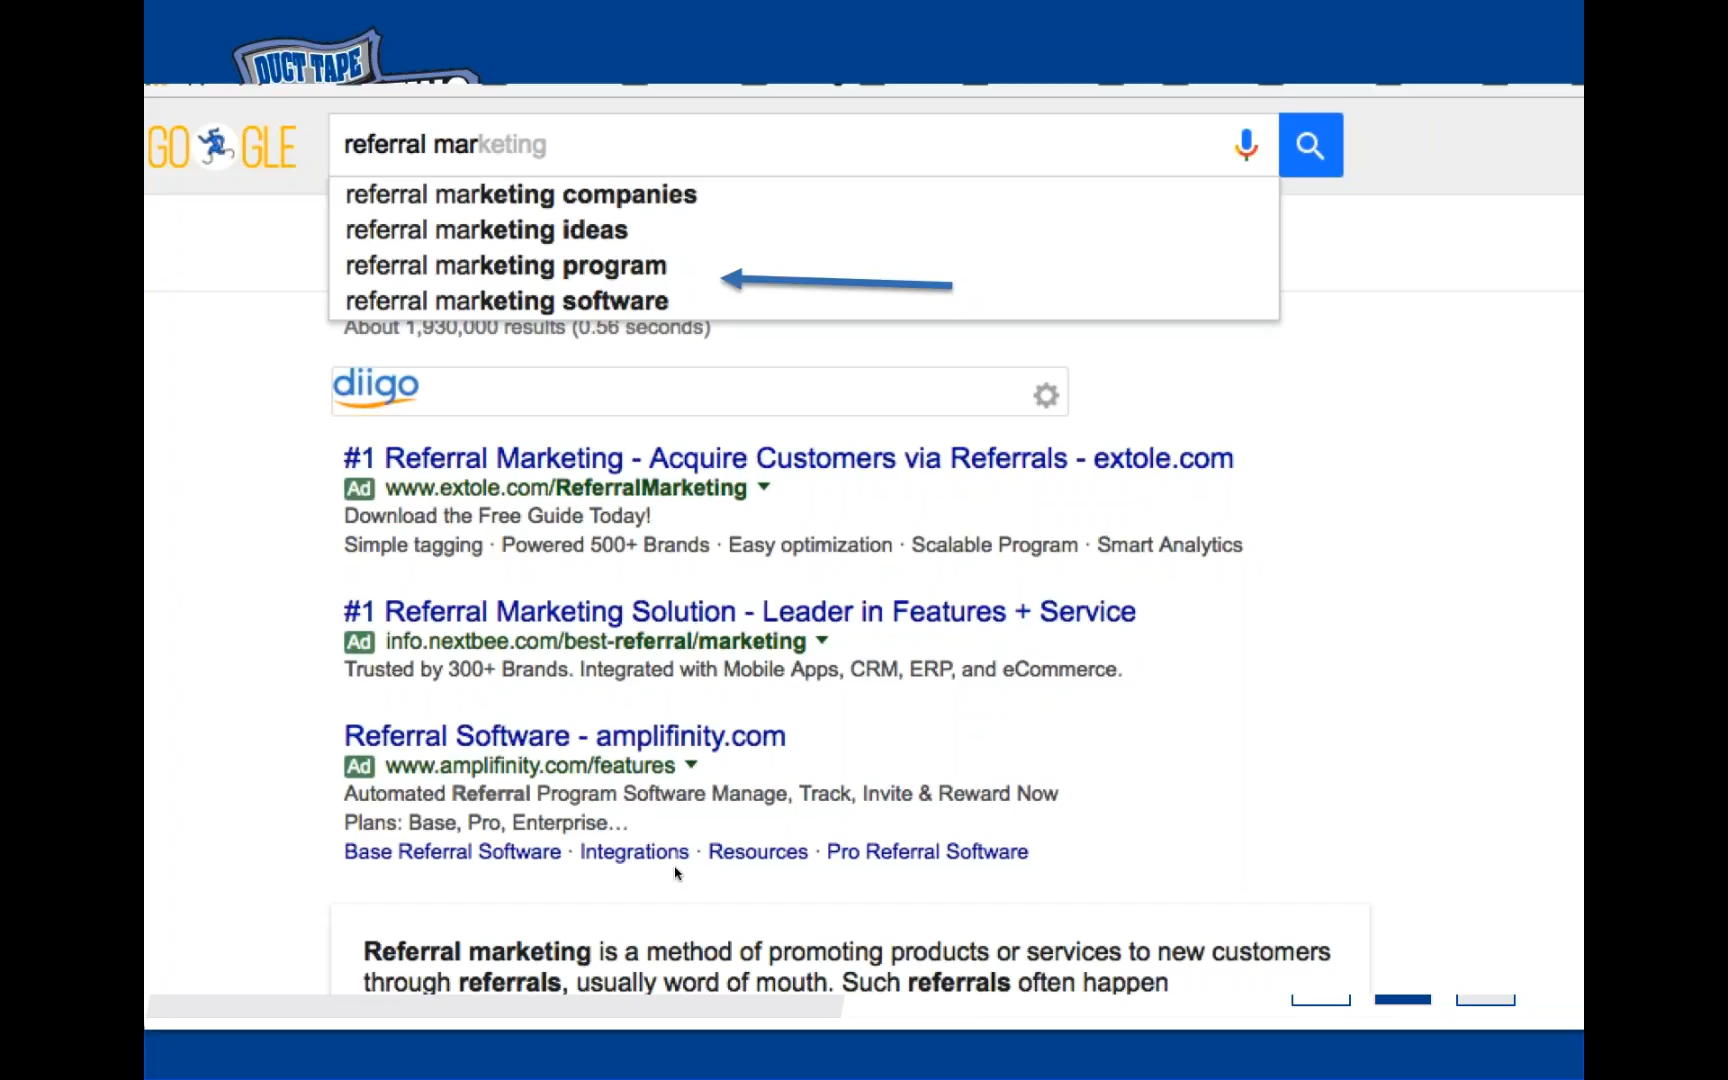 DUCT TAPE
GO GLE
referral marketing
referral marketing companies
referral marketing ideas
referral marketing program
referral marketing software
About 1,930,000 results (0.56 seconds)
diigo
#1 Referral Marketing - Acquire Customers via Referrals - extole.com
Ad www.extole.com/ReferralMarketing
Download the Free Guide Today!
Simple tagging · Powered 500+ Brands · Easy optimization · Scalable Program · Smart Analytics
#1 Referral Marketing Solution - Leader in Features + Service
Ad info.nextbee.com/best-referral/marketing
Trusted by 300+ Brands. Integrated with Mobile Apps, CRM, ERP, and eCommerce.
Referral Software - amplifinity.com
Ad www.amplifinity.com/features
Automated Referral Program Software Manage, Track, Invite & Reward Now
Plans: Base, Pro, Enterprise...
Base Referral Software · Integrations · Resources · Pro Referral Software
Referral marketing is a method of promoting products or services to new customers
through referrals, usually word of mouth. Such referrals often happen